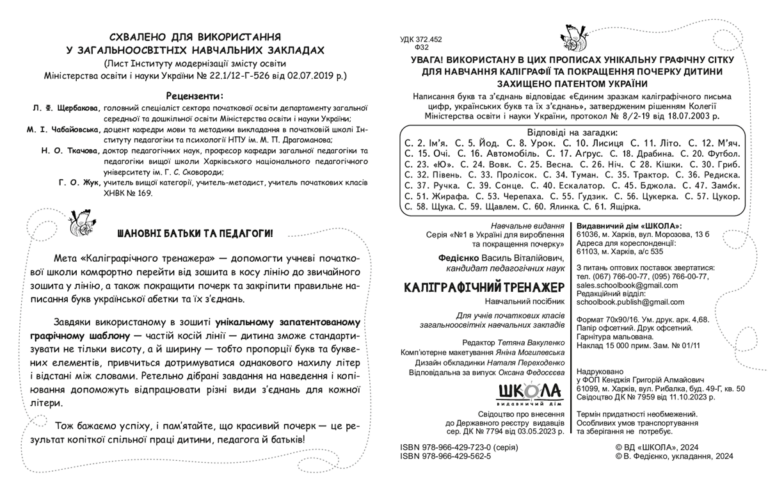 СХВАЛЕНО ДЛЯ ВИКОРИСТАННЯ
У ЗАГАЛЬНООСВІТНІХ НАВЧАЛЬНИХ ЗАКЛАДАХ
(Лист Інституту модернізації змісту освіти
Міністерства освіти і науки України № 22.1/12-Г-526 від 02.07.2019 р.)
Рецензенти:
Л. Ф. Щербакова, головний спеціаліст сектора початкової освіти департаменту загальної
середньої та дошкільної освіти Міністерства освіти і науки України;
М. І. Чабайовська, доцент кафедри мови та методики викладання в початковій школі Ін-
ституту педагогіки та психології НПУ ім. М. П. Драгоманова;
Н. О. Ткачова, доктор педагогічних наук, професор кафедри загальної педагогіки та
педагогіки вищої школи Харківського національного педагогічного
університету ім. Г. С. Сковороди;
Г. О. Жук, учитель вищої категорії, учитель-методист, учитель початкових класів
ХНВК № 169.
ШАНОВНІ БАТЬКИ ТА ПЕДАГОГИ!
Мета «Каліграфічного тренажера» — допомогти учневі початко-
вої школи комфортно перейти від зошита в косу лінію до звичайного
зошита у лінію, а також покращити почерк та закріпити правильне на-
писання букв української абетки та їх з’єднань.
Завдяки використаному в зошиті унікальному запатентованому
графічному шаблону — частій косій лінії — дитина зможе стандарти-
зувати не тільки висоту, а й ширину — тобто пропорції букв та букве-
них елементів, привчиться дотримуватися однакового нахилу літер
і відстані між словами. Ретельно дібрані завдання на наведення і копі-
ювання допоможуть відпрацювати різні види з’єднань для кожної
літери.
Тож бажаємо успіху, і пам’ятайте, що красивий почерк — це ре-
зультат копіткої спільної праці дитини, педагога й батьків!
УДК 372.452
Ф32
УВАГА! ВИКОРИСТАНУ В ЦИХ ПРОПИСАХ УНІКАЛЬНУ ГРАФІЧНУ СІТКУ
ДЛЯ НАВЧАННЯ КАЛІГРАФІЇ ТА ПОКРАЩЕННЯ ПОЧЕРКУ ДИТИНИ
ЗАХИЩЕНО ПАТЕНТОМ УКРАЇНИ
Написання букв та з’єднань відповідає «Єдиним зразкам каліграфічного письма
цифр, українських букв та їх з’єднань», затвердженим рішенням Колегії
Міністерства освіти і науки України, протокол № 8/2-19 від 18.07.2003 р.
Відповіді на загадки:
С. 2. Ім’я. С. 5. Йод. С. 8. Урок. С. 10. Лисиця С. 11. Літо. С. 12. М’яч.
С. 15. Очі. С. 16. Автомобіль. С. 17. Аґрус. С. 18. Драбина. С. 20. Футбол.
С. 23. «Ю». С. 24. Вовк. С. 25. Весна. С. 26. Ніч. С. 28. Кішки. С. 30. Гриб.
С. 32. Півень. С. 33. Пролісок. С. 34. Туман. С. 35. Трактор. С. 36. Редиска.
С. 37. Ручка. С. 39. Сонце. С. 40. Ескалатор. С. 45. Бджола. С. 47. Замок.
С. 51. Жирафа. С. 53. Черепаха. С. 55. Ґудзик. С. 56. Цукерка. С. 57. Цукор.
С. 58. Щука. С. 59. Щавлем. С. 60. Ялинка. С. 61. Ящірка.
Навчальне видання
Серія «№1 в Україні для вироблення
та покращення почерку»
Федієнко Василь Віталійович,
кандидат педагогічних наук
КАЛІГРАФІЧНИЙ ТРЕНАЖЕР
Навчальний посібник
Для учнів початкових класів
загальноосвітніх навчальних закладів
Редактор Тетяна Вакуленко
Комп’ютерне макетування Яніна Могилевська
Дизайн обкладинки Наталія Переходенко
Відповідальна за випуск Оксана Федосєєва
ШКОЛА
видавничий дім
Свідоцтво про внесення
до Державного реєстру видавців
сер. ДК № 7794 від 03.05.2023 р.
ISBN 978-966-429-723-0 (серія)
ISBN 978-966-429-562-5
Видавничий дім «ШКОЛА»:
61036, м. Харків, вул. Морозова, 13 б
Адреса для кореспонденції:
61103, м. Харків, а/с 535
З питань оптових поставок звертатися:
тел. (067) 766-00-77, (095) 766-00-77,
sales.schoolbook@gmail.com
Редакційний відділ:
schoolbook.publish@gmail.com
Формат 70х90/16. Ум. друк. арк. 4,68.
Папір офсетний. Друк офсетний.
Гарнітура мальована.
Наклад 15 000 прим. Зам. № 01/11
Надруковано
у ФОП Кенджія Григорій Алмайович
61099, м. Харків, вул. Рибалка, буд. 49-Г, кв. 50
Свідоцтво ДК № 7959 від 11.10.2023 р.
Термін придатності необмежений.
Особливих умов транспортування
та зберігання не потребує.
© ВД «ШКОЛА», 2024
© В. Федієнко, укладання, 2024